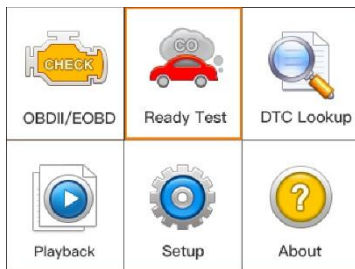 CHECK
CO
OBDII/EOBD
Ready Test
DTC Lookup
?
Playback
Setup
About